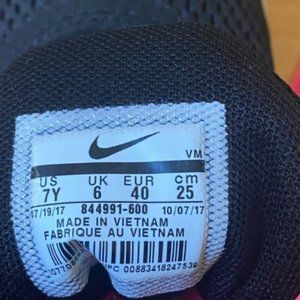 VM
US UK EUR cm
7Y 6 40 25
07/19/17 844991-600 10/07/17
MADE IN VIETNAM
FABRIQUE AU VIETNAM
UPC 00883418247539